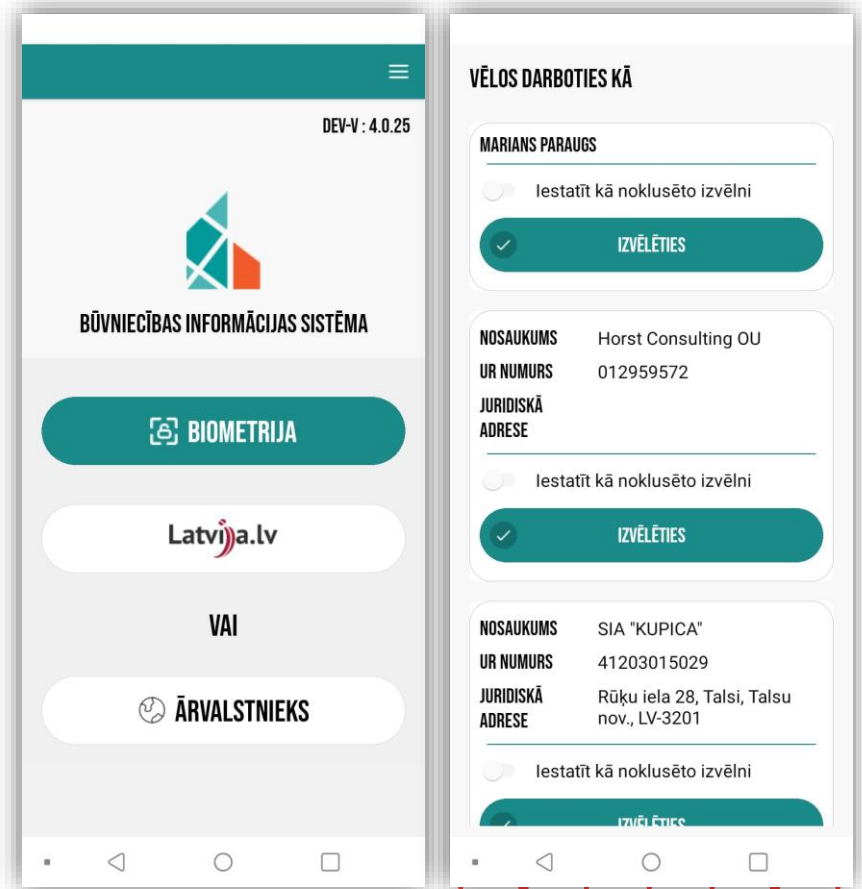 DEV-V : 4.0.25
BŪVNIECĪBAS INFORMĀCIJAS SISTĒMA
BIOMETRIJA
Latvija.lv
VAI
ĀRVALSTNIEKS
VĒLOS DARBOTIES KĀ
MARIANS PARAUGS
Iestatīt kā noklusēto izvēlni
IZVĒLĒTIES
NOSAUKUMS Horst Consulting OU
UR NUMURS 012959572
JURIDISKĀ
ADRESE
Iestatīt kā noklusēto izvēlni
IZVĒLĒTIES
NOSAUKUMS SIA "KUPICA"
UR NUMURS 41203015029
JURIDISKĀ Rūķu iela 28, Talsi, Talsu
ADRESE nov., LV-3201
Iestatīt kā noklusēto izvēlni
IZVĒLĒTIES